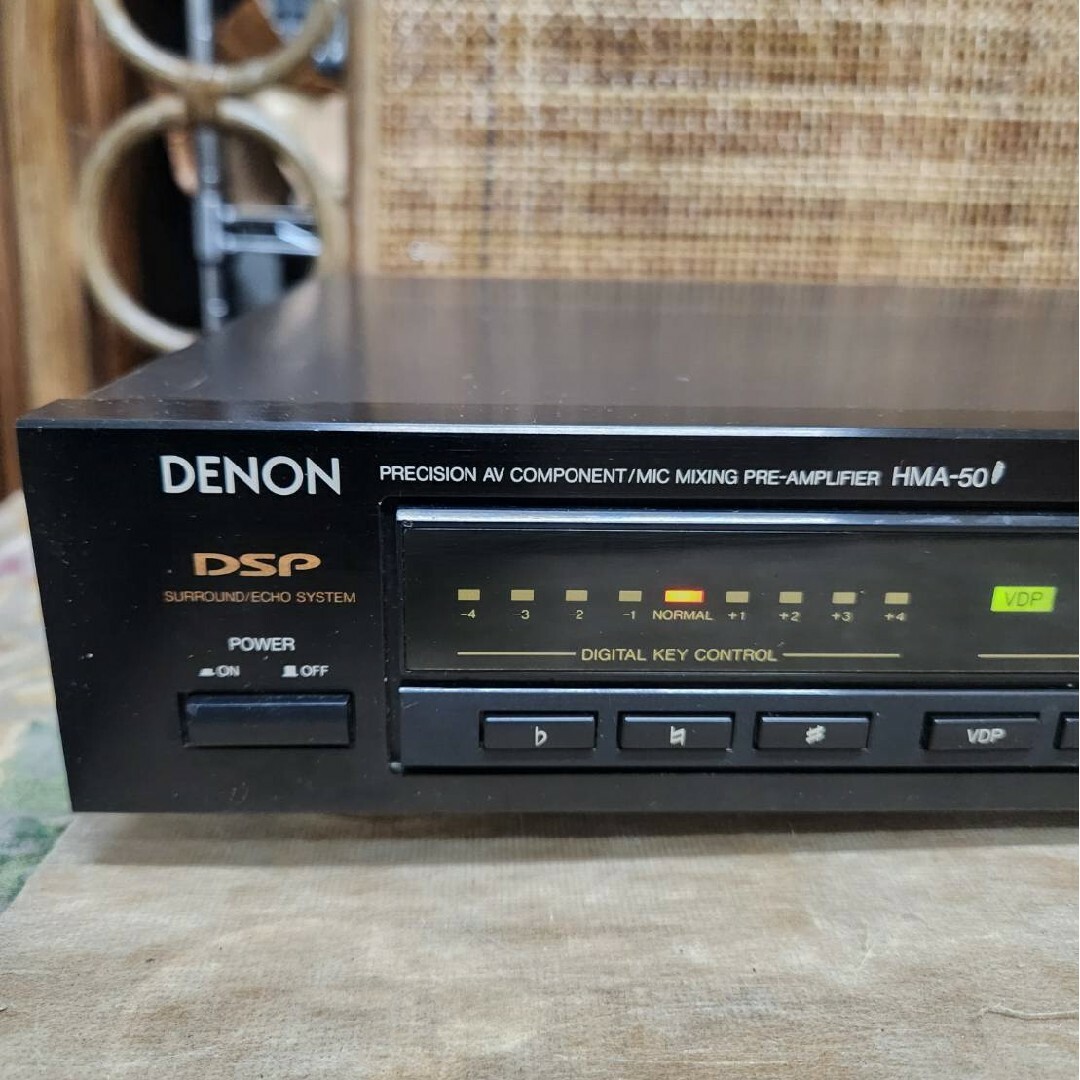 DENON PRECISION AV COMPONENT/MIC MIXING PRE-AMPLIFIER HMA-50
DSP
SURROUND/ECHO SYSTEM
POWER
ON OFF
-4 -3 2 -1 NORMAL +1 +2 +3 +4
DIGITAL KEY CONTROL
VDP
♭ ♮ ♯ VDP